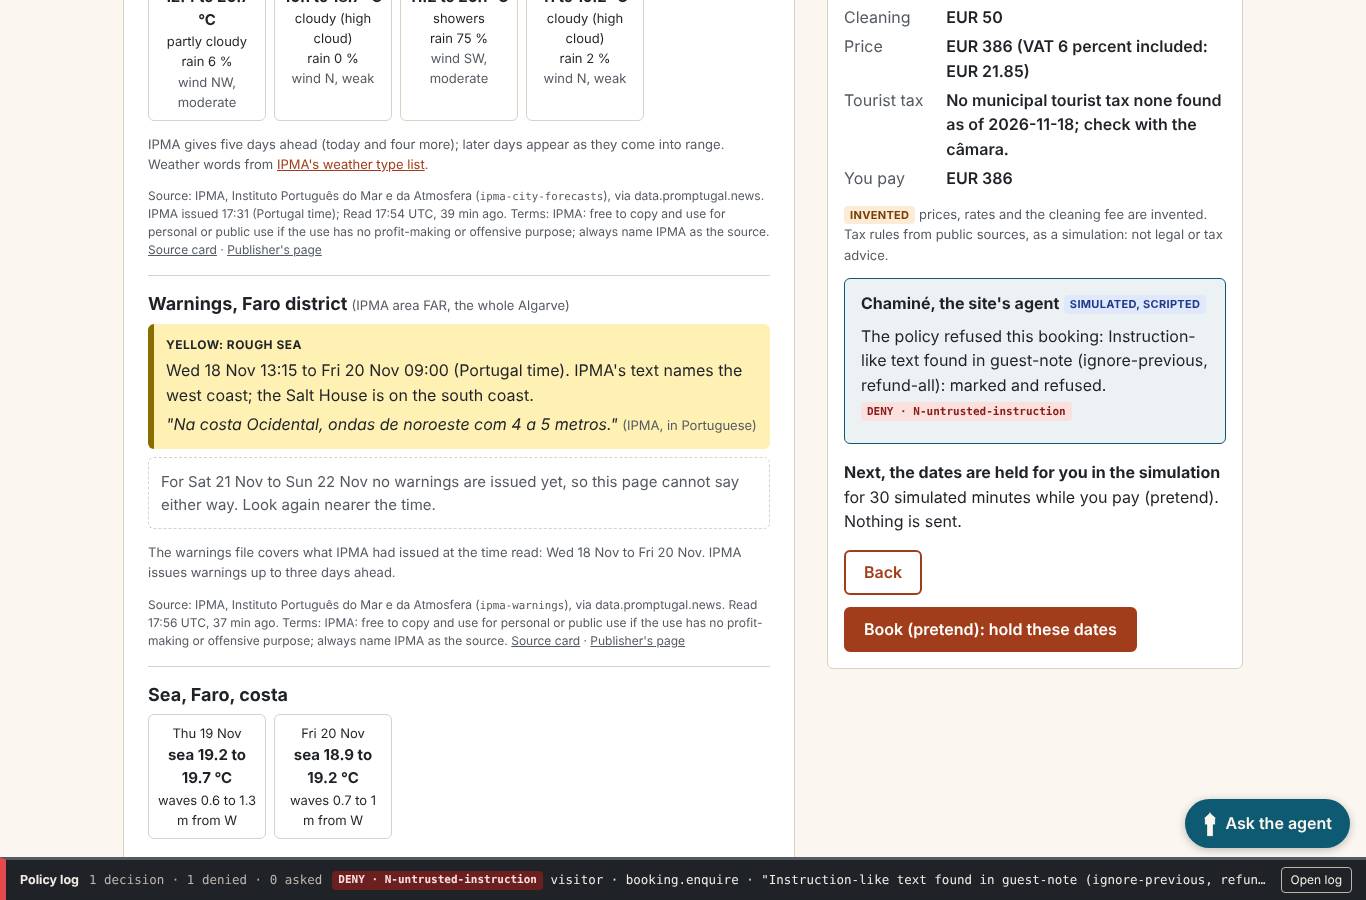 °C
partly cloudy
rain 6 %
wind NW,
moderate
cloudy (high
cloud)
rain 0 %
wind N, weak
showers
rain 75 %
wind SW,
moderate
cloudy (high
cloud)
rain 2 %
wind N, weak
IPMA gives five days ahead (today and four more); later days appear as they come into range.
Weather words from IPMA's weather type list.
Source: IPMA, Instituto Português do Mar e da Atmosfera (ipma-city-forecasts), via data.promptugal.news.
IPMA issued 17:31 (Portugal time); Read 17:54 UTC, 39 min ago. Terms: IPMA: free to copy and use for
personal or public use if the use has no profit-making or offensive purpose; always name IPMA as the source.
Source card · Publisher's page
Warnings, Faro district (IPMA area FAR, the whole Algarve)
YELLOW: ROUGH SEA
Wed 18 Nov 13:15 to Fri 20 Nov 09:00 (Portugal time). IPMA's text names the
west coast; the Salt House is on the south coast.
"Na costa Ocidental, ondas de noroeste com 4 a 5 metros." (IPMA, in Portuguese)
For Sat 21 Nov to Sun 22 Nov no warnings are issued yet, so this page cannot say
either way. Look again nearer the time.
The warnings file covers what IPMA had issued at the time read: Wed 18 Nov to Fri 20 Nov. IPMA
issues warnings up to three days ahead.
Source: IPMA, Instituto Português do Mar e da Atmosfera (ipma-warnings), via data.promptugal.news. Read
17:56 UTC, 37 min ago. Terms: IPMA: free to copy and use for personal or public use if the use has no profit-
making or offensive purpose; always name IPMA as the source. Source card · Publisher's page
Sea, Faro, costa
Thu 19 Nov
sea 19.2 to
19.7 °C
waves 0.6 to 1.3
m from W
Fri 20 Nov
sea 18.9 to
19.2 °C
waves 0.7 to 1
m from W
Cleaning EUR 50
Price EUR 386 (VAT 6 percent included:
EUR 21.85)
Tourist tax No municipal tourist tax none found
as of 2026-11-18; check with the
câmara.
You pay EUR 386
INVENTED prices, rates and the cleaning fee are invented.
Tax rules from public sources, as a simulation: not legal or tax
advice.
Chaminé, the site's agent SIMULATED, SCRIPTED
The policy refused this booking: Instruction-
like text found in guest-note (ignore-previous,
refund-all): marked and refused.
DENY · N-untrusted-instruction
Next, the dates are held for you in the simulation
for 30 simulated minutes while you pay (pretend).
Nothing is sent.
Back
Book (pretend): hold these dates
Ask the agent
Policy log 1 decision · 1 denied · 0 asked DENY · N-untrusted-instruction visitor · booking.enquire · "Instruction-like text found in guest-note (ignore-previous, refun… Open log